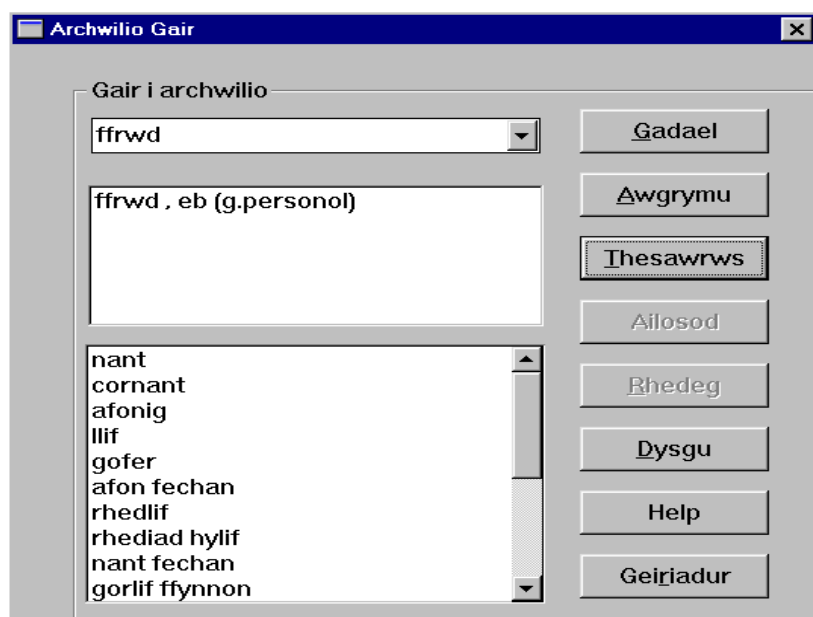 Archwilio Gair
Gair i archwilio
ffrwd
ffrwd , eb (g.personol)
nant
cornant
afonig
llif
gofer
afon fechan
rhedlif
rhediad hylif
nant fechan
gorlif ffynnon
Gadael
Awgrymu
Thesawrws
Ailosod
Rhedeg
Dysgu
Help
Geiriadur